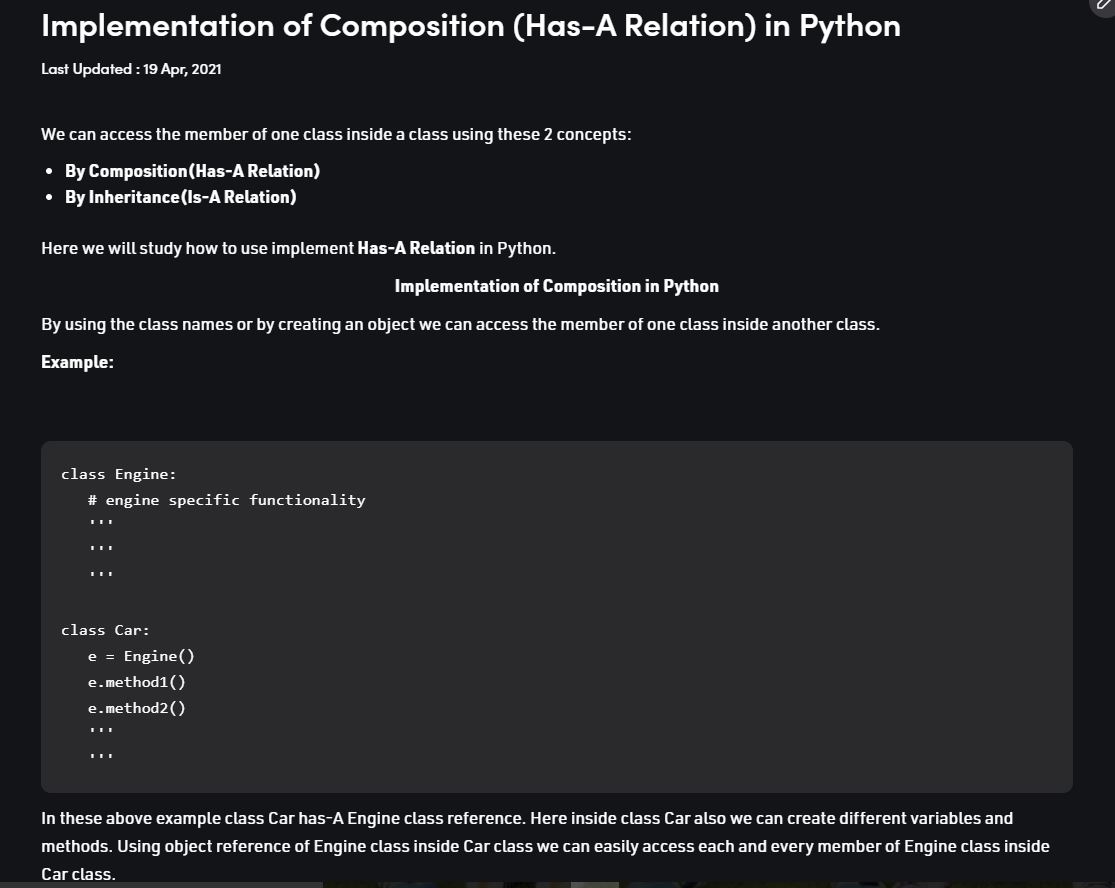 Implementation of Composition (Has-A Relation) in Python
Last Updated : 19 Apr, 2021
We can access the member of one class inside a class using these 2 concepts:
• By Composition(Has-A Relation)
• By Inheritance(Is-A Relation)
Here we will study how to use implement Has-A Relation in Python.
Implementation of Composition in Python
By using the class names or by creating an object we can access the member of one class inside another class.
Example:
class Engine:
   # engine specific functionality
   '''
   '''
   '''
class Car:
   e = Engine()
   e.method1()
   e.method2()
   '''
   '''
In these above example class Car has-A Engine class reference. Here inside class Car also we can create different variables and
methods. Using object reference of Engine class inside Car class we can easily access each and every member of Engine class inside
Car class.